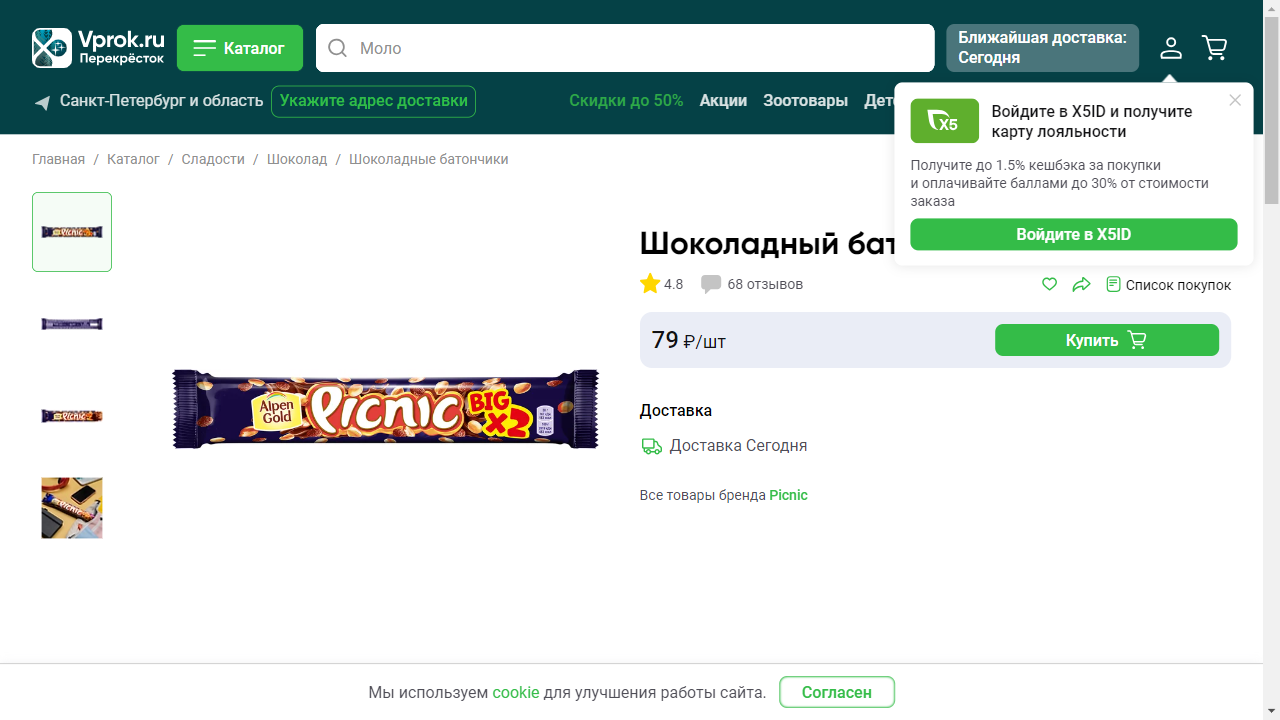 Vprok.ru
Перекрёсток
Каталог
Моло
Ближайшая доставка:
Сегодня
Санкт-Петербург и область
Укажите адрес доставки
Скидки до 50%
Акции
Зоотовары
X5
Войдите в X5ID и получите
карту лояльности
Получите до 1.5% кешбэка за покупки
и оплачивайте баллами до 30% от стоимости
заказа
Войдите в X5ID
Главная / Каталог / Сладости / Шоколад / Шоколадные батончики
Шоколадный
4.8
68 отзывов
Список покупок
79 ₽/шт
Купить
Alpen
Gold
Picnic
BIG
x2
Доставка
Доставка Сегодня
Все товары бренда Picnic
Мы используем cookie для улучшения работы сайта.
Согласен